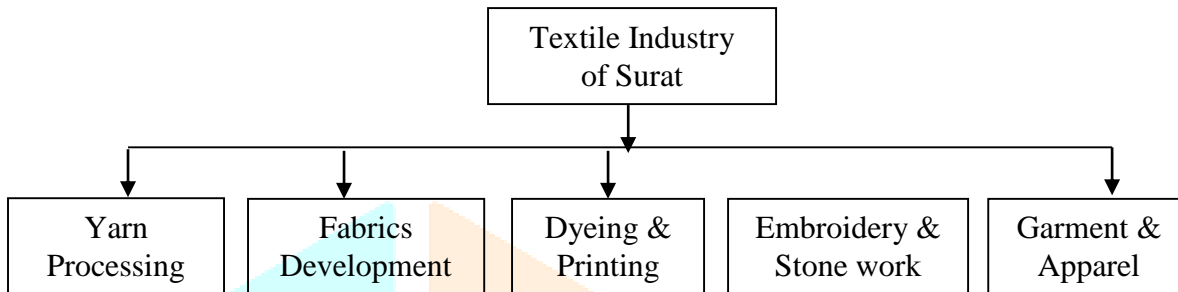 Textile Industry
of Surat
Yarn
Processing
Fabrics
Development
Dyeing &
Printing
Embroidery &
Stone work
Garment &
Apparel